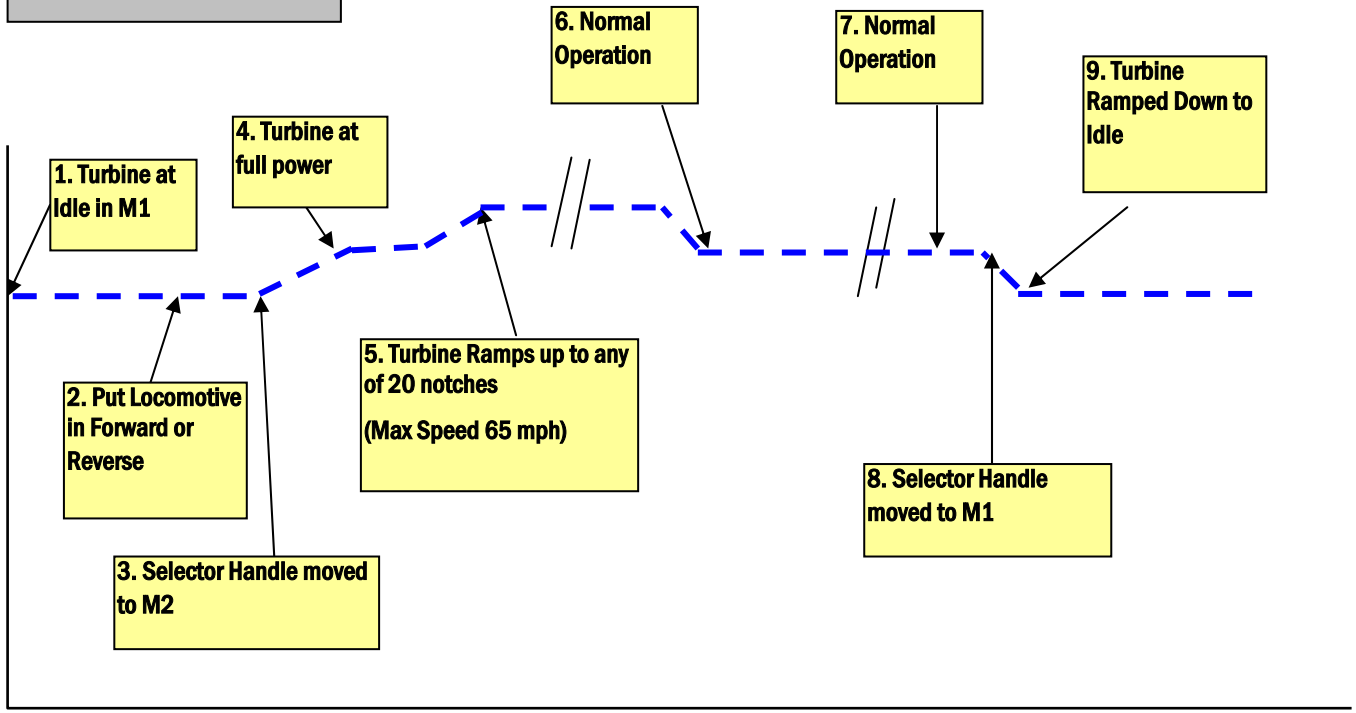 1. Turbine at
Idle in M1
2. Put Locomotive
in Forward or
Reverse
3. Selector Handle moved
to M2
4. Turbine at
full power
5. Turbine Ramps up to any
of 20 notches
(Max Speed 65 mph)
6. Normal
Operation
7. Normal
Operation
8. Selector Handle
moved to M1
9. Turbine
Ramped Down to
Idle